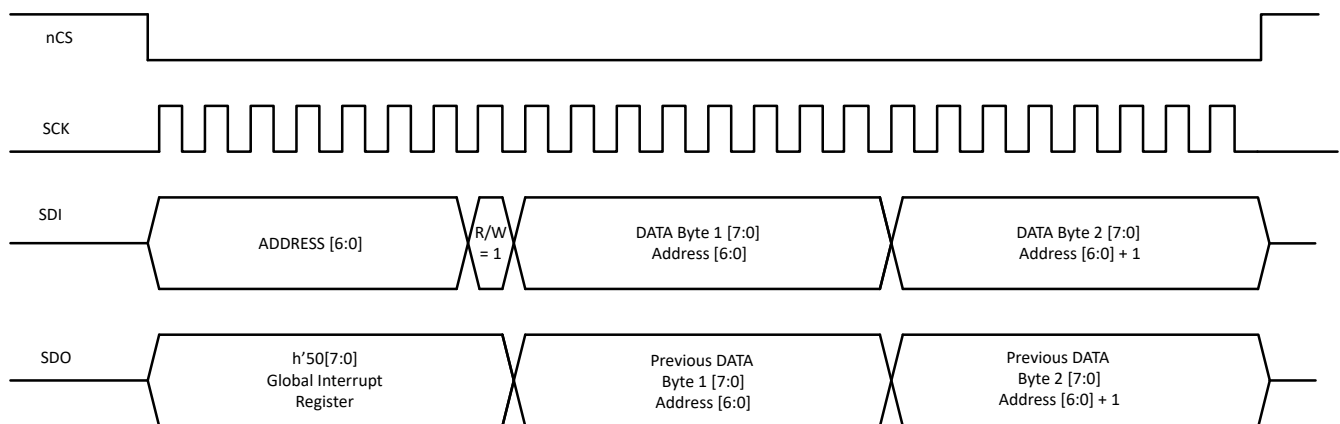 nCS
SCK
SDI
ADDRESS [6:0]
R/W
= 1
DATA Byte 1 [7:0]
Address [6:0]
DATA Byte 2 [7:0]
Address [6:0] + 1
SDO
h’50[7:0]
Global Interrupt
Register
Previous DATA
Byte 1 [7:0]
Address [6:0]
Previous DATA
Byte 2 [7:0]
Address [6:0] + 1